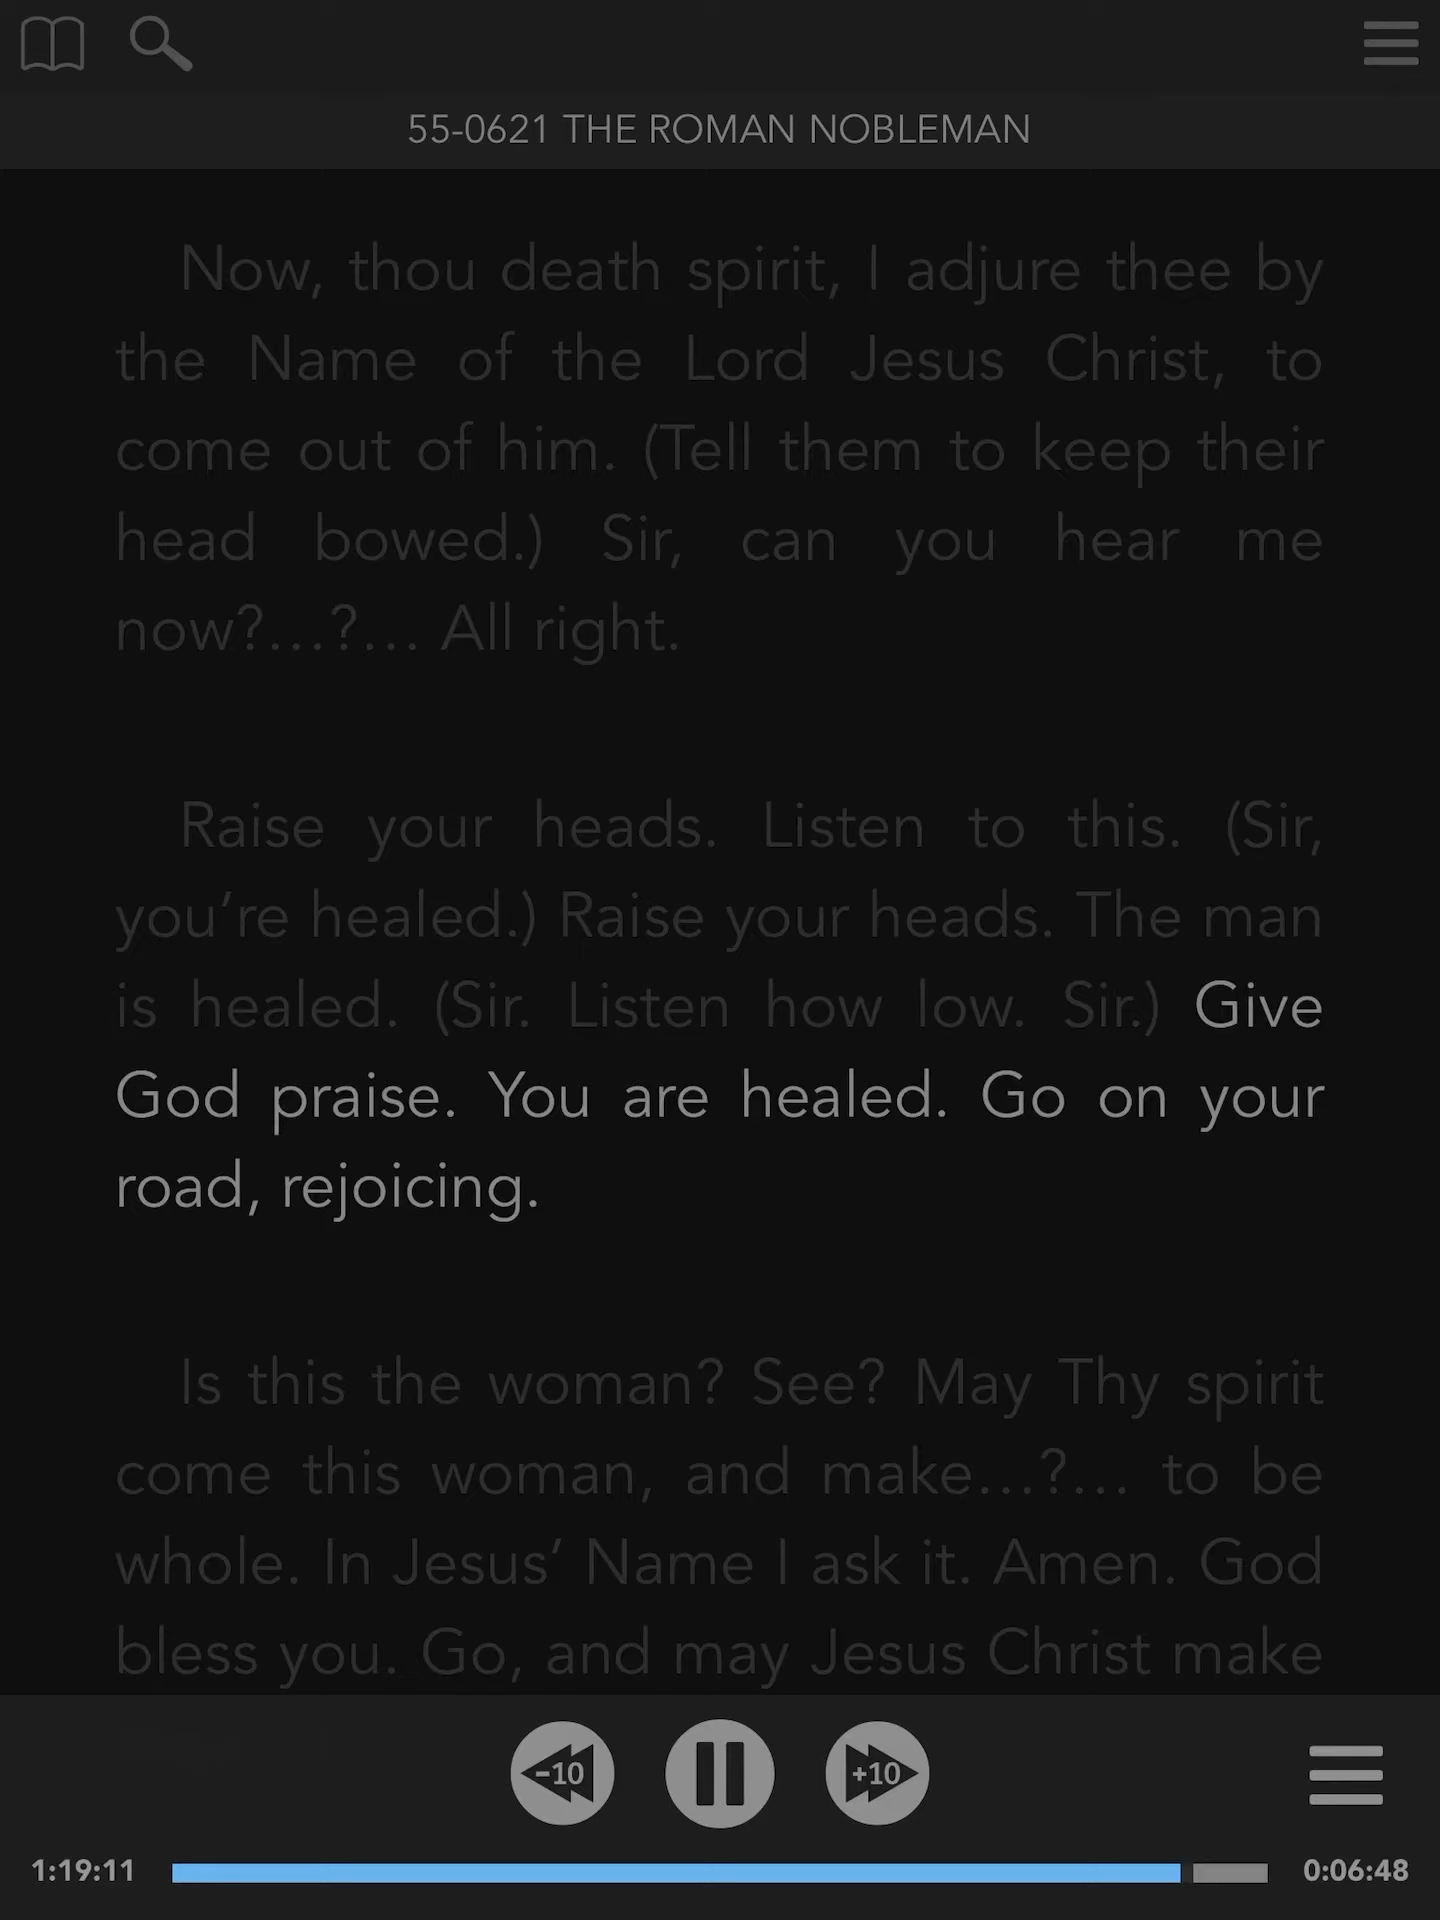 55-0621 THE ROMAN NOBLEMAN
Now, thou death spirit, I adjure thee by
the Name of the Lord Jesus Christ, to
come out of him. (Tell them to keep their
head bowed.) Sir, can you hear me
now?…?… All right.
Raise your heads. Listen to this. (Sir,
you’re healed.) Raise your heads. The man
is healed. (Sir. Listen how low. Sir.) Give
God praise. You are healed. Go on your
road, rejoicing.
Is this the woman? See? May Thy spirit
come this woman, and make…?… to be
whole. In Jesus’ Name I ask it. Amen. God
bless you. Go, and may Jesus Christ make
-10
+10
1:19:11
0:06:48